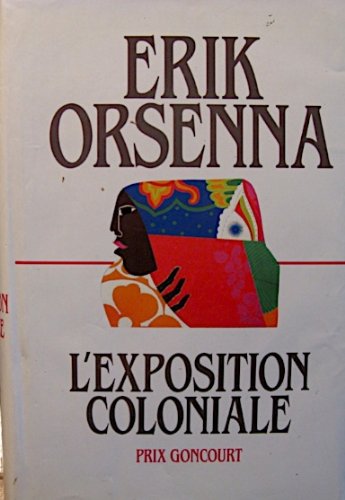 ERIK
ORSENNA
L'EXPOSITION
COLONIALE
PRIX GONCOURT